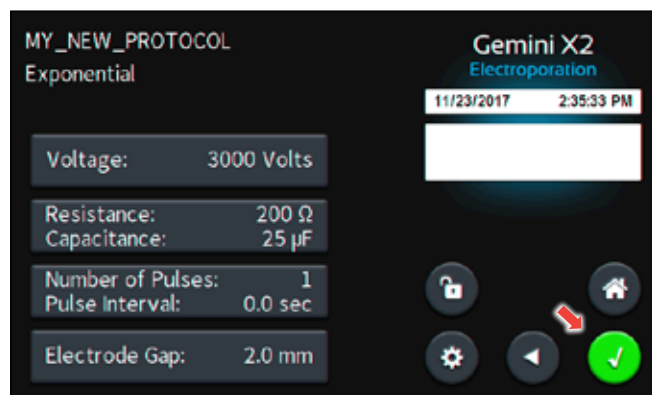 MY_NEW_PROTOCOL
Exponential
Voltage: 3000 Volts
Resistance: 200 Ω
Capacitance: 25 µF
Number of Pulses: 1
Pulse Interval: 0.0 sec
Electrode Gap: 2.0 mm
Gemini X2
Electroporation
11/23/2017 2:35:33 PM